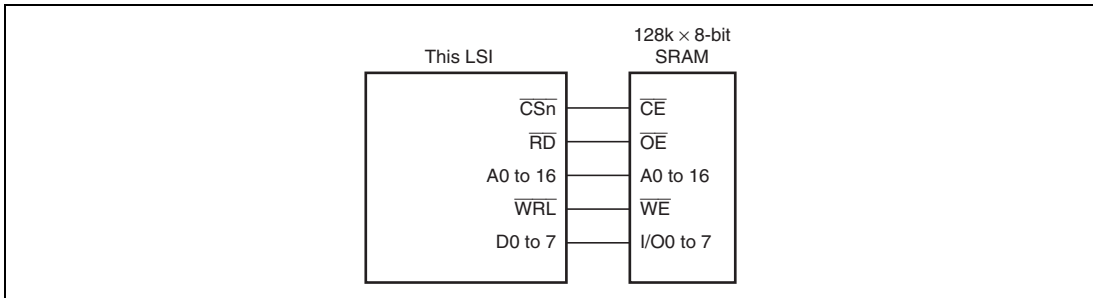 128k × 8-bit
This LSI SRAM
CSn CE
RD OE
A0 to 16 A0 to 16
WRL WE
D0 to 7 I/O0 to 7